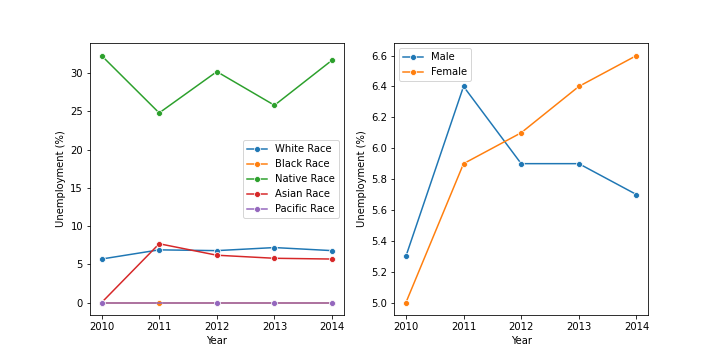 Unemployment (%)
30
25
20
15
10
5
0
White Race
Black Race
Native Race
Asian Race
Pacific Race
2010 2011 2012 2013 2014
Year
Unemployment (%)
6.6
6.4
6.2
6.0
5.8
5.6
5.4
5.2
5.0
Male
Female
2010 2011 2012 2013 2014
Year